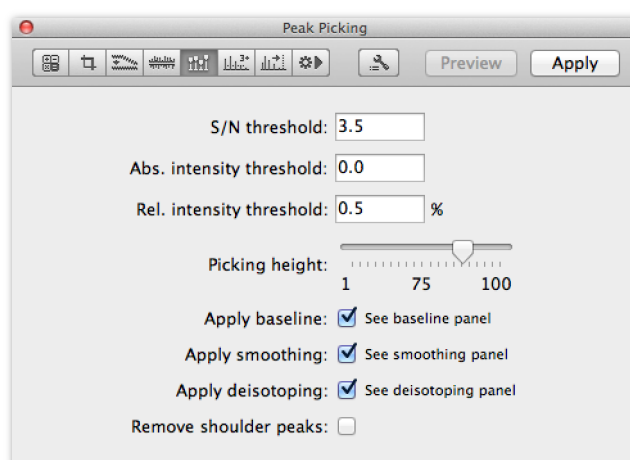 Peak Picking
Preview Apply
S/N threshold: 3.5
Abs. intensity threshold: 0.0
Rel. intensity threshold: 0.5 %
Picking height:
1 75 100
Apply baseline: See baseline panel
Apply smoothing: See smoothing panel
Apply deisotoping: See deisotoping panel
Remove shoulder peaks: